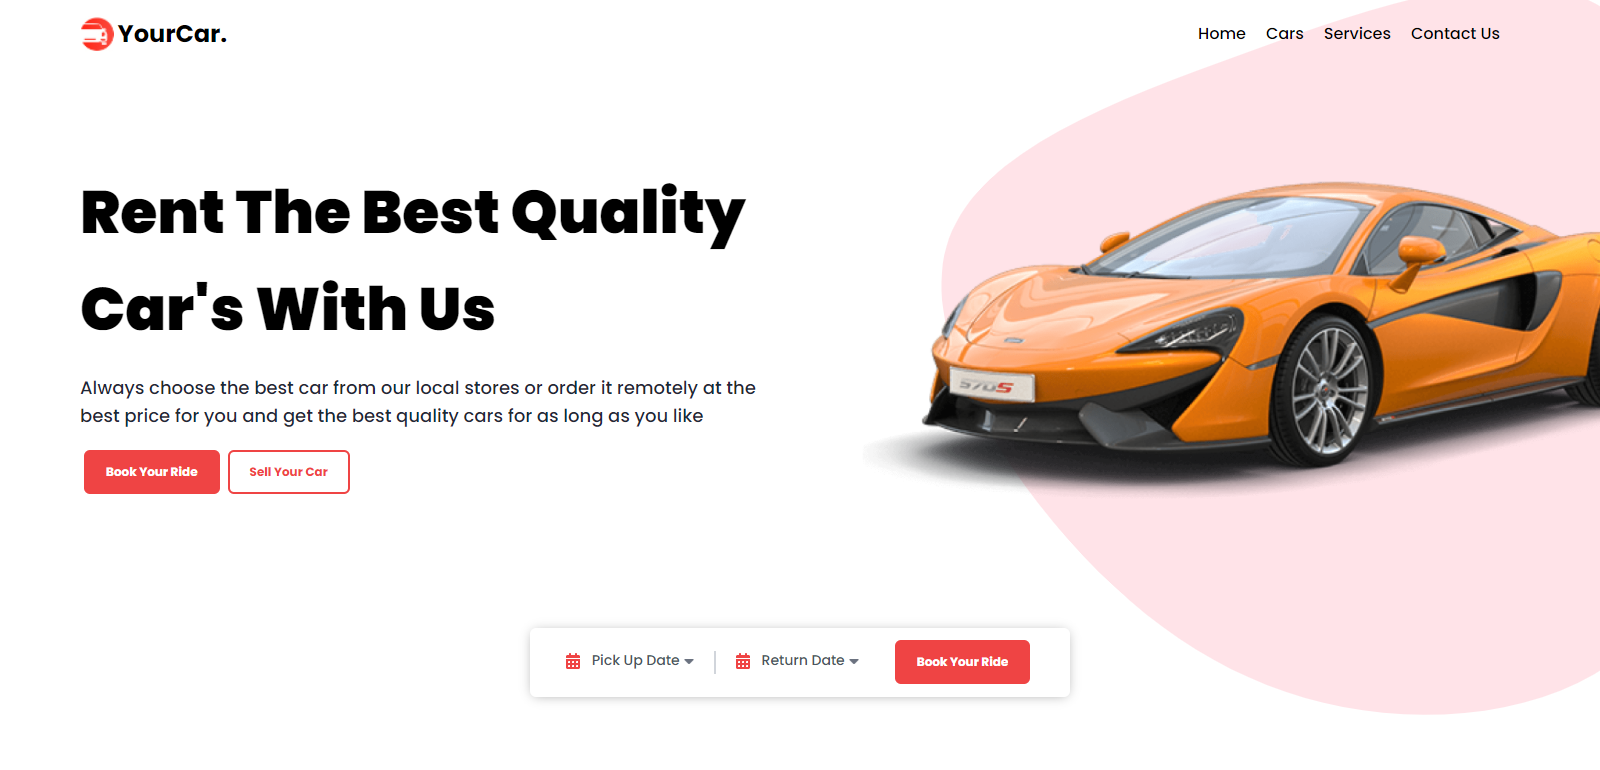 YourCar.
Home Cars Services Contact Us
Rent The Best Quality
Car's With Us
Always choose the best car from our local stores or order it remotely at the
best price for you and get the best quality cars for as long as you like
Book Your Ride Sell Your Car
570S
Pick Up Date Return Date Book Your Ride